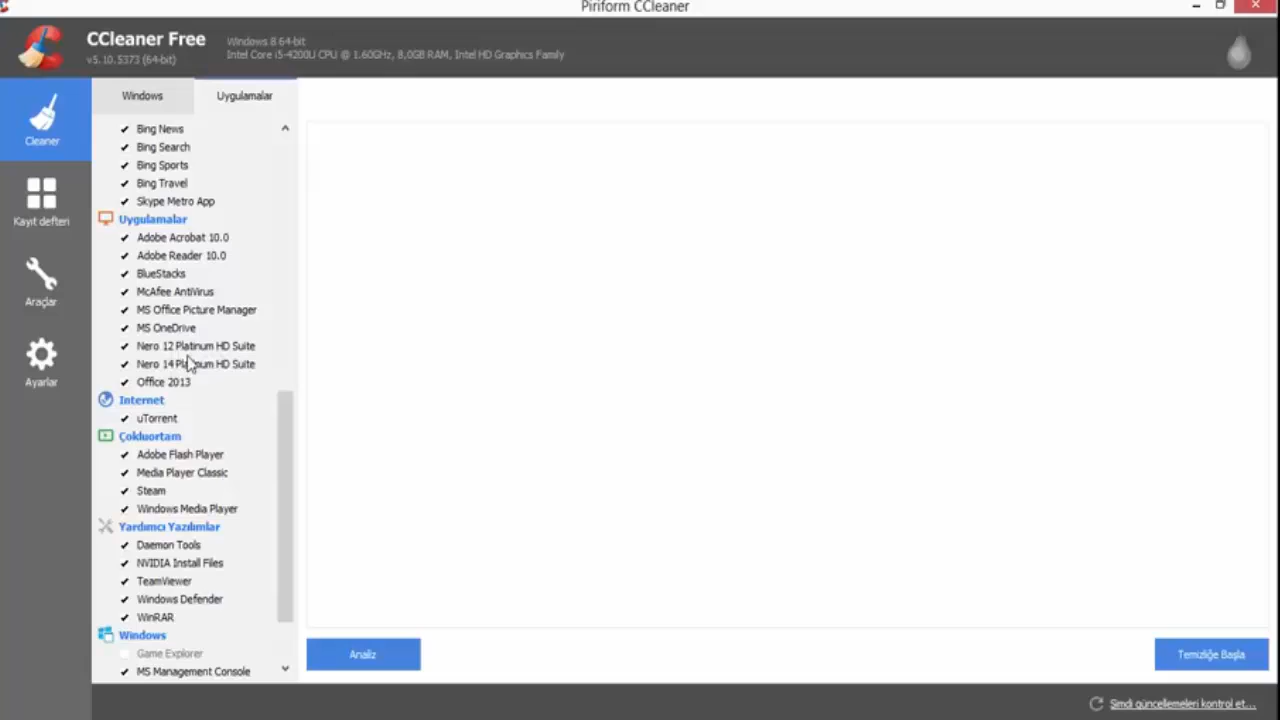 Piriform CCleaner
CCleaner Free
v5.10.5373 (64-bit)
Windows 8 64-bit
Intel Core i5-4200U CPU @ 1.60GHz, 8,0GB RAM, Intel HD Graphics Family
Cleaner
Kayıt defteri
Araçlar
Ayarlar
Windows
Uygulamalar
Bing News
Bing Search
Bing Sports
Bing Travel
Skype Metro App
Uygulamalar
Adobe Acrobat 10.0
Adobe Reader 10.0
BlueStacks
McAfee AntiVirus
MS Office Picture Manager
MS OneDrive
Nero 12 Platinum HD Suite
Nero 14 Platinum HD Suite
Office 2013
Internet
uTorrent
Çokluortam
Adobe Flash Player
Media Player Classic
Steam
Windows Media Player
Yardımcı Yazılımlar
Daemon Tools
NVIDIA Install Files
TeamViewer
Windows Defender
WinRAR
Windows
Game Explorer
MS Management Console
Analiz
Temizliğe Başla
Şimdi güncellemeleri kontrol et...